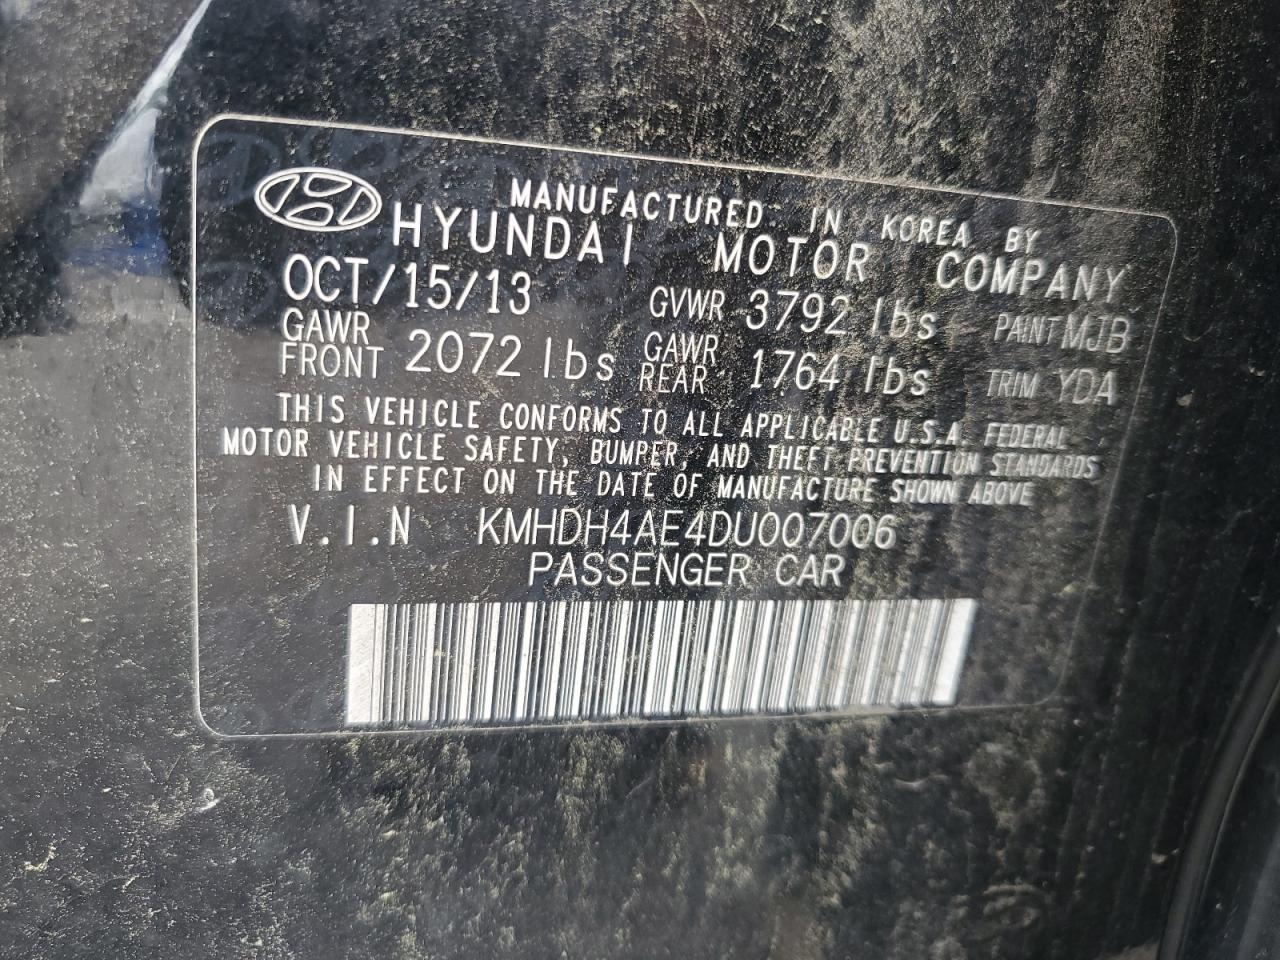 MANUFACTURED IN KOREA BY
HYUNDAI MOTOR COMPANY
OCT/15/13 GVWR 3792 lbs PAINT MJB
GAWR FRONT 2072 lbs GAWR REAR 1764 lbs TRIM YDA
THIS VEHICLE CONFORMS TO ALL APPLICABLE U.S.A. FEDERAL
MOTOR VEHICLE SAFETY, BUMPER, AND THEFT PREVENTION STANDARDS
IN EFFECT ON THE DATE OF MANUFACTURE SHOWN ABOVE
V.I.N KMHDH4AE4DU007006
PASSENGER CAR